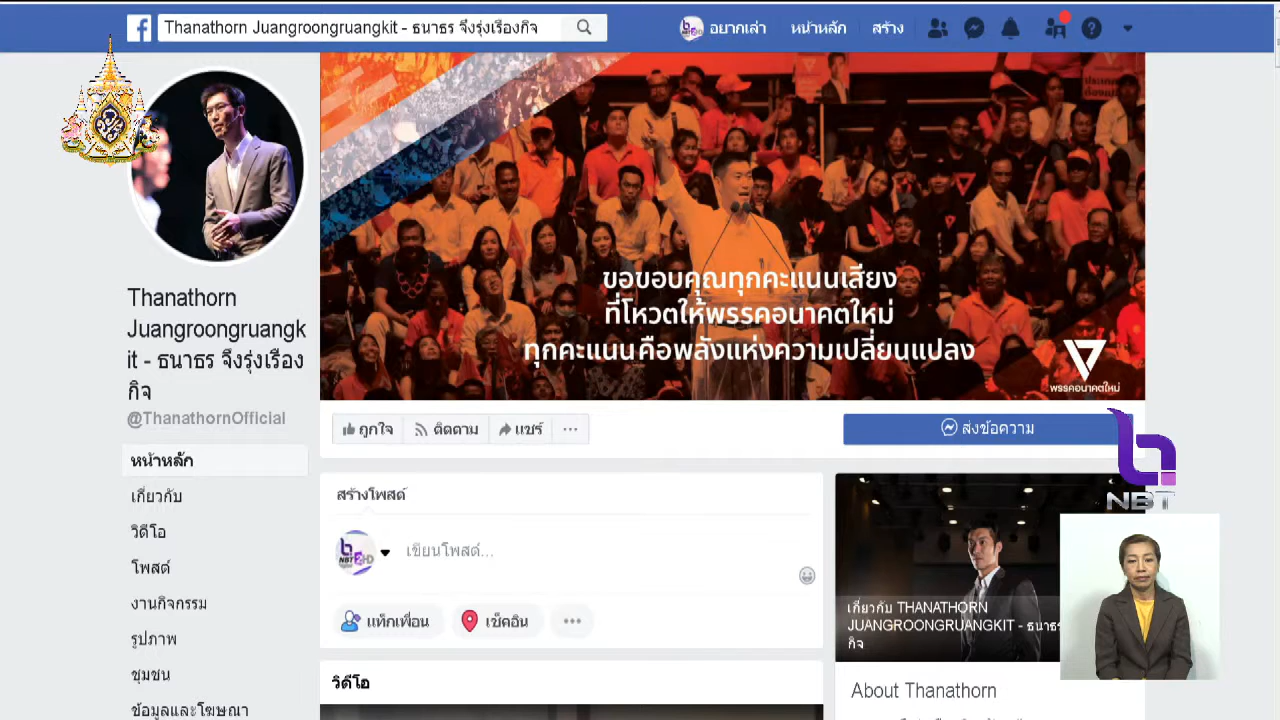 Thanathorn Juangroongruangkit - ธนาธร จึงรุ่งเรืองกิจ
อยากเล่า
หน้าหลัก
สร้าง
ขอขอบคุณทุกคะแนนเสียง
ที่โหวตให้พรรคอนาคตใหม่
ทุกคะแนนคือพลังแห่งความเปลี่ยนแปลง
พรรคอนาคตใหม่
Thanathorn
Juangroongruangk
it - ธนาธร จึงรุ่งเรือง
กิจ
@ThanathornOfficial
หน้าหลัก
เกี่ยวกับ
วิดีโอ
โพสต์
งานกิจกรรม
รูปภาพ
ชุมชน
ข้อมูลและโฆษณา
ถูกใจ
ติดตาม
แชร์
ส่งข้อความ
สร้างโพสต์
เขียนโพสต์...
แท็กเพื่อน
เช็คอิน
วิดีโอ
NBT
เกี่ยวกับ THANATHORN
JUANGROONGRUANGKIT - ธนาธร
กิจ
About Thanathorn